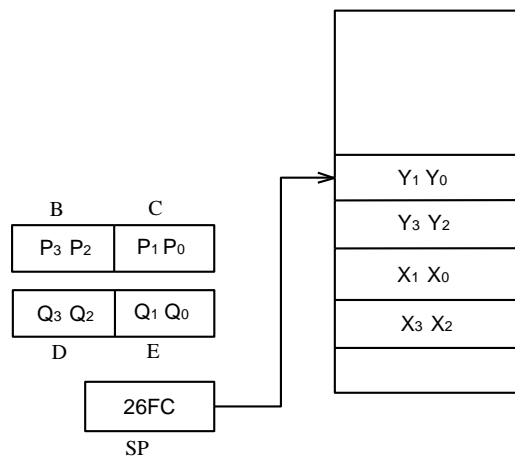 Y1 Y0
B C
Y3 Y2
P3 P2 P1 P0
X1 X0
Q3 Q2 Q1 Q0
X3 X2
D E
26FC
SP